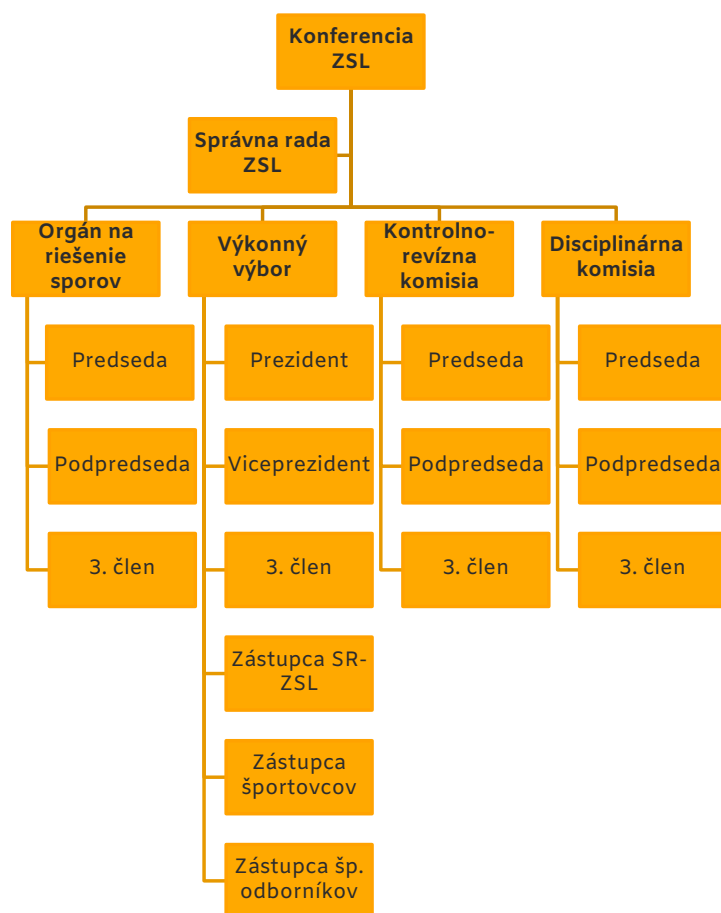 Konferencia
ZSL
Správna rada
ZSL
Orgán na
riešenie
sporov
Výkonný
výbor
Kontrolno-
revízna
komisia
Disciplinárna
komisia
Predseda
Prezident
Predseda
Predseda
Podpredseda
Viceprezident
Podpredseda
Podpredseda
3. člen
3. člen
3. člen
3. člen
Zástupca SR-
ZSL
Zástupca
športovcov
Zástupca šp.
odborníkov